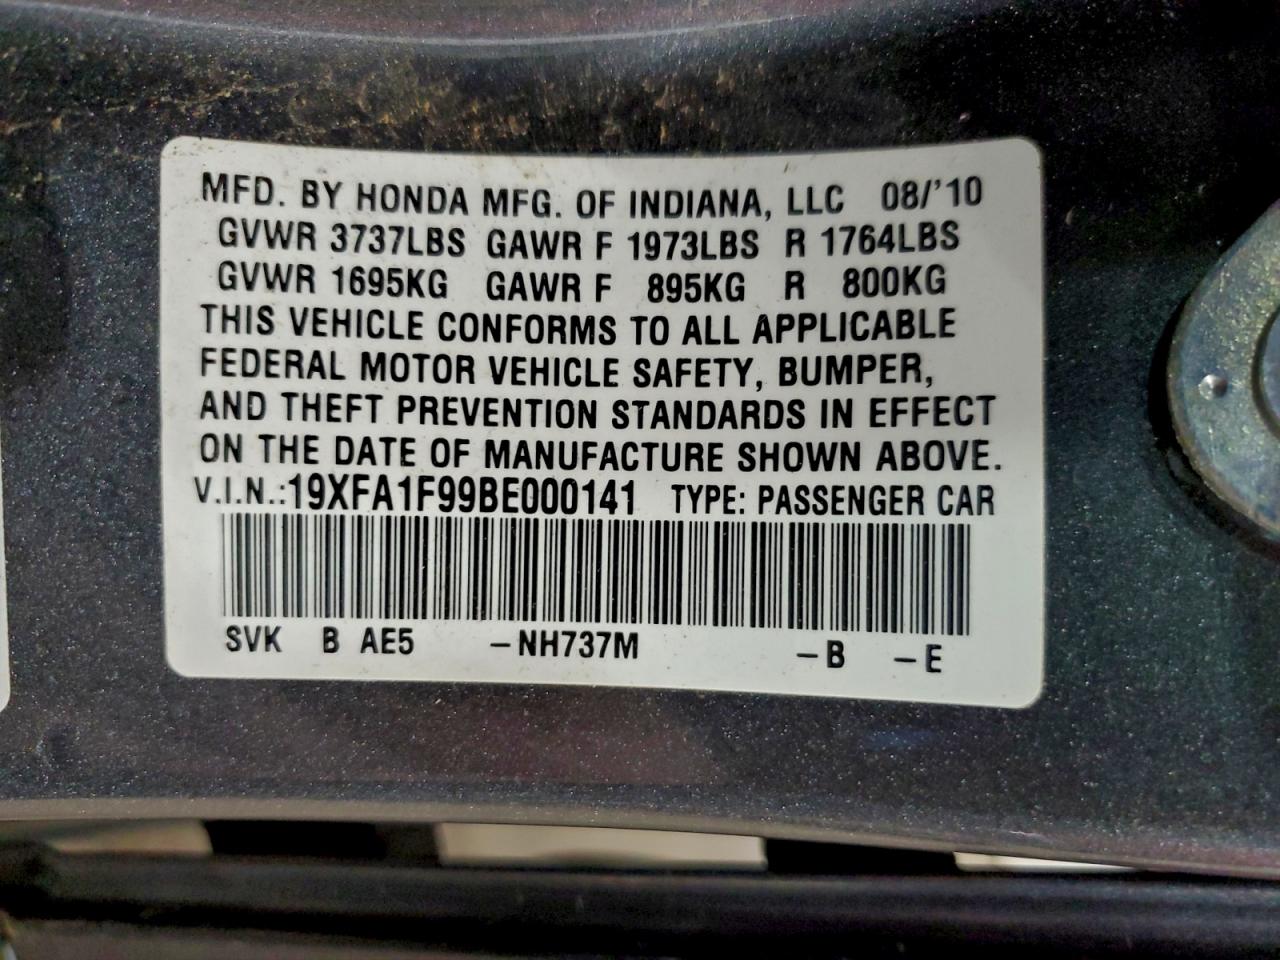 MFD. BY HONDA MFG. OF INDIANA, LLC 08/'10
GVWR 3737LBS GAWR F 1973LBS R 1764LBS
GVWR 1695KG GAWR F 895KG R 800KG
THIS VEHICLE CONFORMS TO ALL APPLICABLE
FEDERAL MOTOR VEHICLE SAFETY, BUMPER,
AND THEFT PREVENTION STANDARDS IN EFFECT
ON THE DATE OF MANUFACTURE SHOWN ABOVE.
V.I.N.:19XFA1F99BE000141 TYPE: PASSENGER CAR
SVK B AE5 -NH737M -B -E